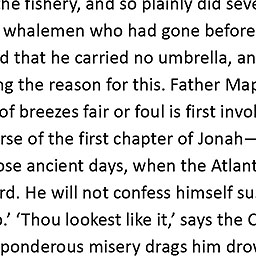 the fishery, and so plainly did seve
whalemen who had gone before
d that he carried no umbrella, an
ng the reason for this. Father Map
of breezes fair or foul is first invol
rse of the first chapter of Jonah—
ose ancient days, when the Atlant
rd. He will not confess himself su
.’ ‘Thou lookest like it,’ says the C
ponderous misery drags him drow